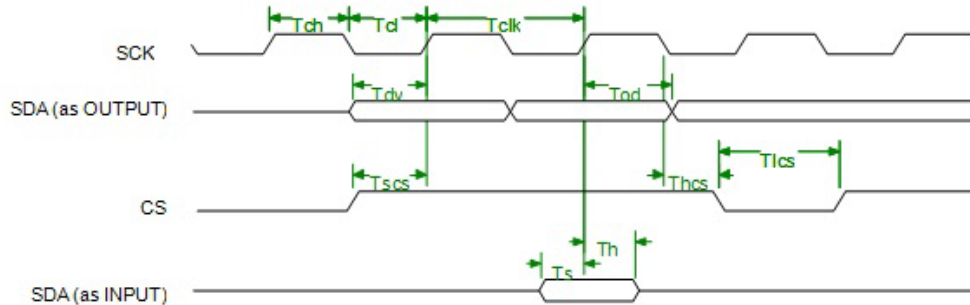 Tch Tcl Tclk
SCK
Tdv Tod
SDA (as OUTPUT)
Tlcs
Tscs Thcs
CS
Th
Ts
SDA (as INPUT)